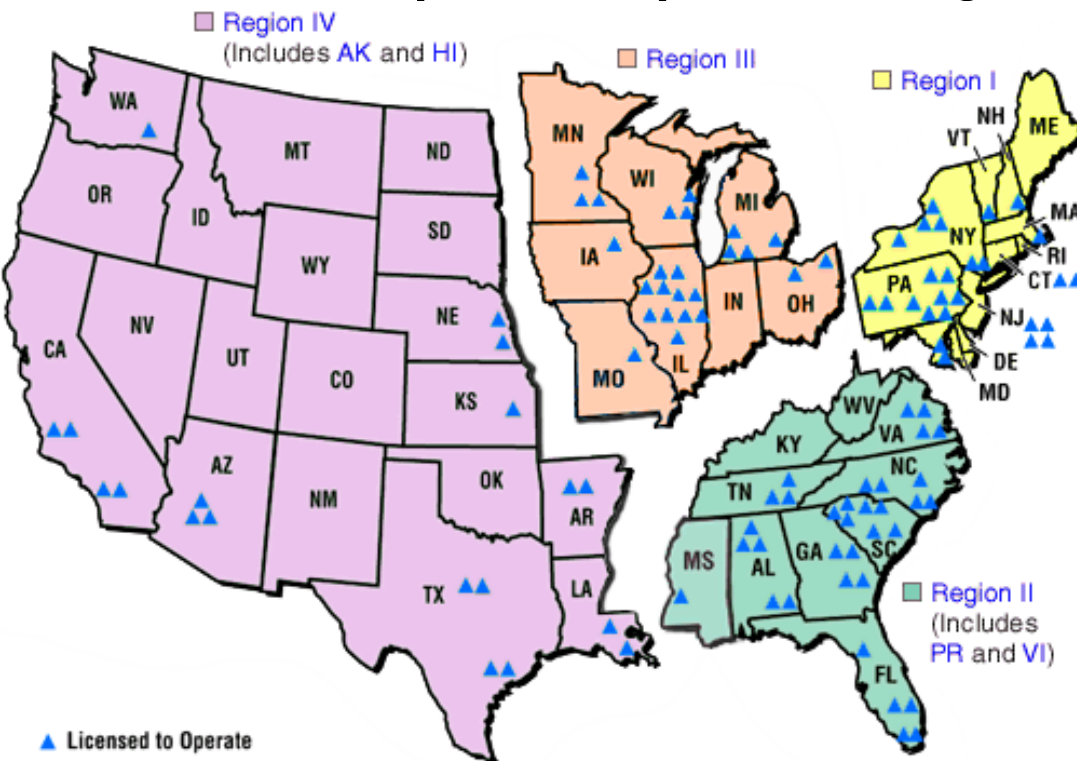 Region IV
(Includes AK and HI)
Region III
Region I
WA
MT
ND
MN
VT
NH
ME
OR
ID
SD
WI
MI
MA
WY
IA
NY
RI
CT
NE
PA
NV
IN
OH
NJ
CA
UT
CO
MO
IL
DE
MD
KS
WV
VA
KY
AZ
NM
OK
TN
NC
AR
MS
AL
GA
SC
TX
LA
Region II
(Includes
PR and VI)
FL
Licensed to Operate